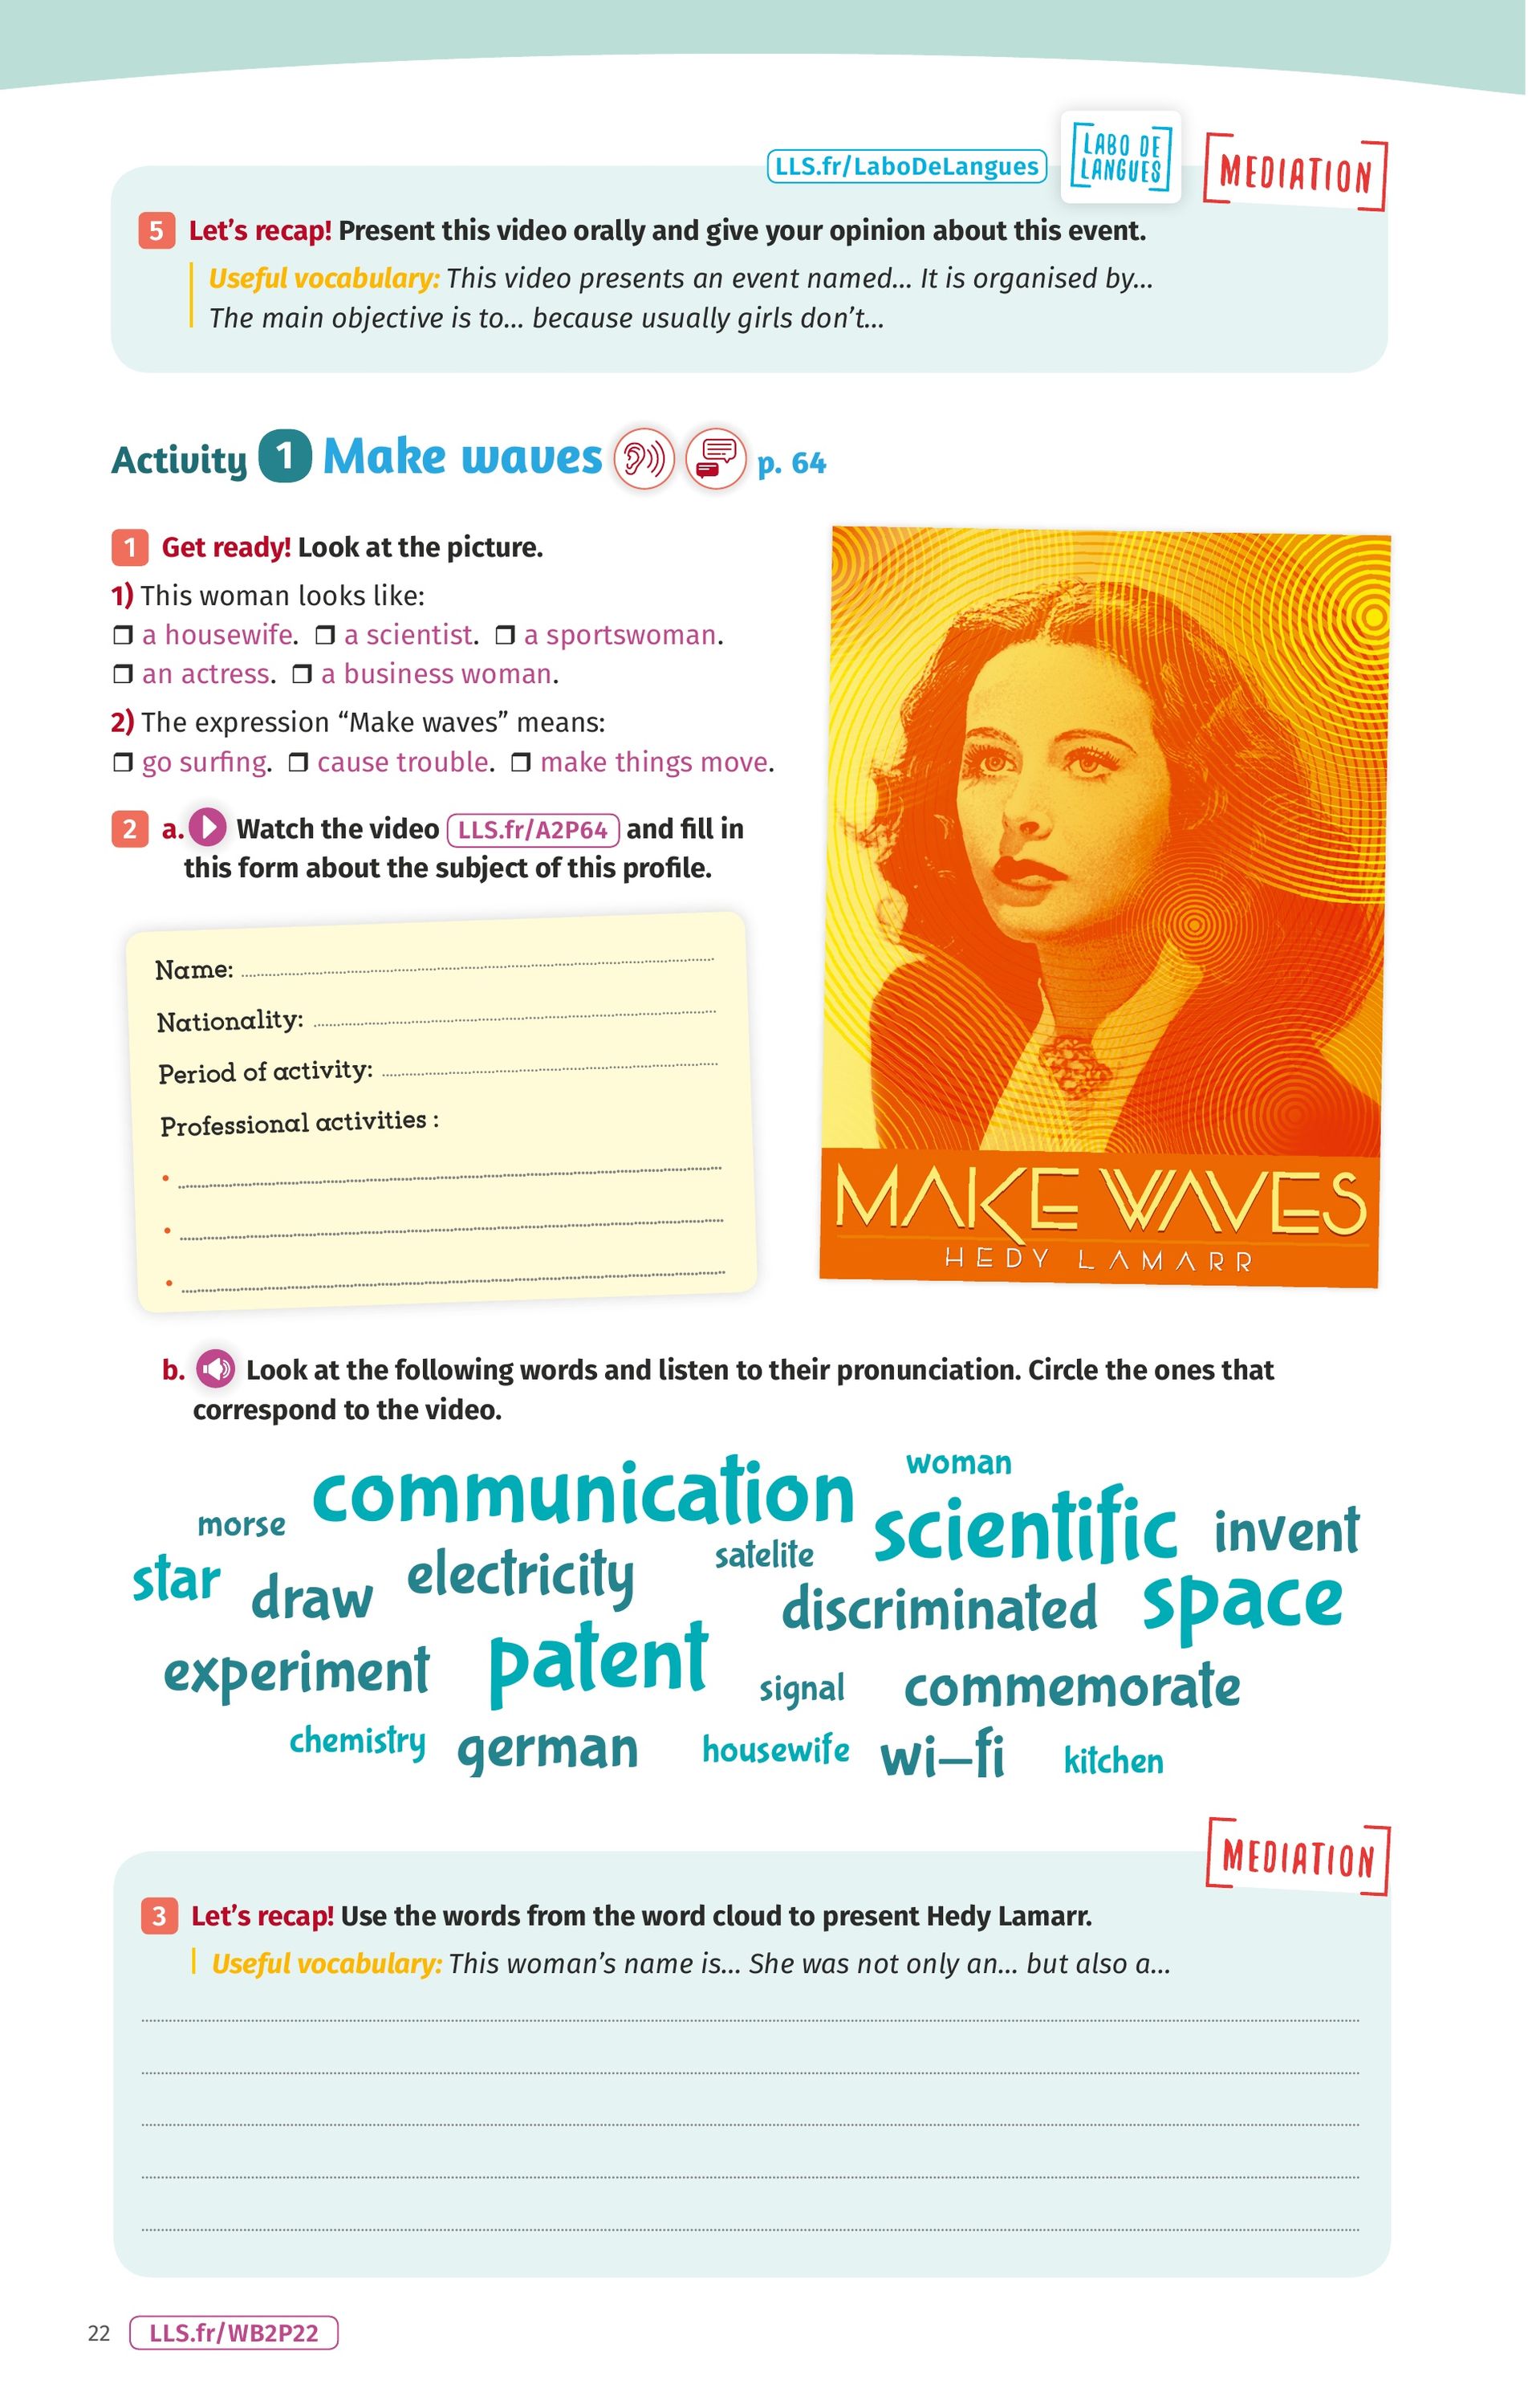 LLS.fr/LaboDeLangues
LABO DE
LANGUES
MEDIATION
5 Let's recap! Present this video orally and give your opinion about this event.
Useful vocabulary: This video presents an event named... It is organised by...
The main objective is to... because usually girls don't...
Activity 1 Make waves p. 64
1 Get ready! Look at the picture.
1) This woman looks like:
❒ a housewife. ❒ a scientist. ❒ a sportswoman.
❒ an actress. ❒ a business woman.
2) The expression “Make waves” means:
❒ go surfing. ❒ cause trouble. ❒ make things move.
2 a. Watch the video LLS.fr/A2P64 and fill in
this form about the subject of this profile.
Name:
Nationality:
Period of activity:
Professional activities :
•
•
•
MAKE WAVES
HEDY LAMARR
b. Look at the following words and listen to their pronunciation. Circle the ones that
correspond to the video.
communication woman
morse scientific invent
star draw electricity satelite discriminated space
experiment patent signal commemorate
chemistry german housewife wi-fi kitchen
MEDIATION
3 Let's recap! Use the words from the word cloud to present Hedy Lamarr.
Useful vocabulary: This woman's name is... She was not only an... but also a...
22 LLS.fr/WB2P22